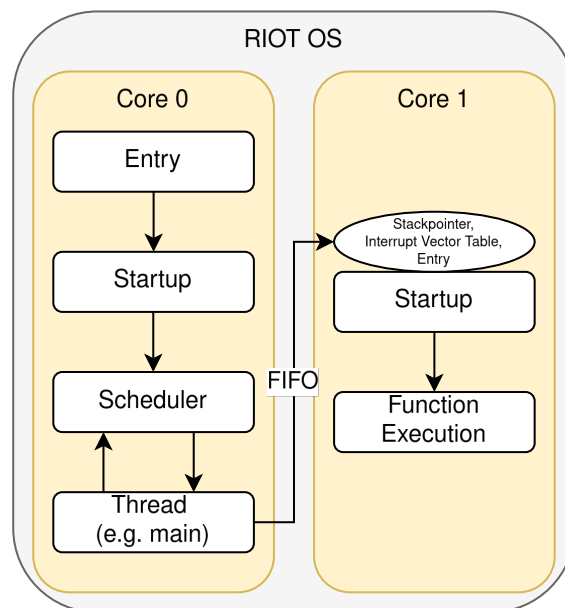 RIOT OS
Core 0
Entry
Startup
Scheduler
Thread
(e.g. main)
FIFO
Core 1
Stackpointer,
Interrupt Vector Table,
Entry
Startup
Function
Execution